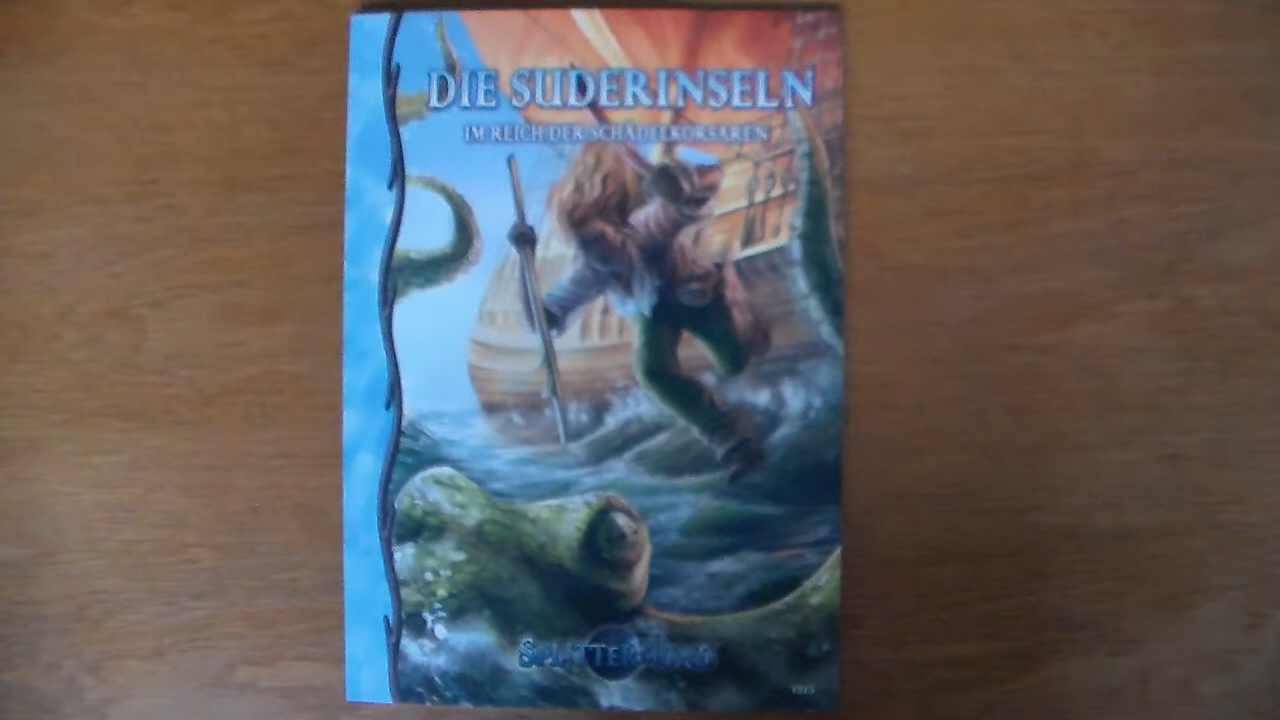 DIE SUDERINSELN
IM REICH DER SCHÄDELKORSAREN
SPLITTERMOND